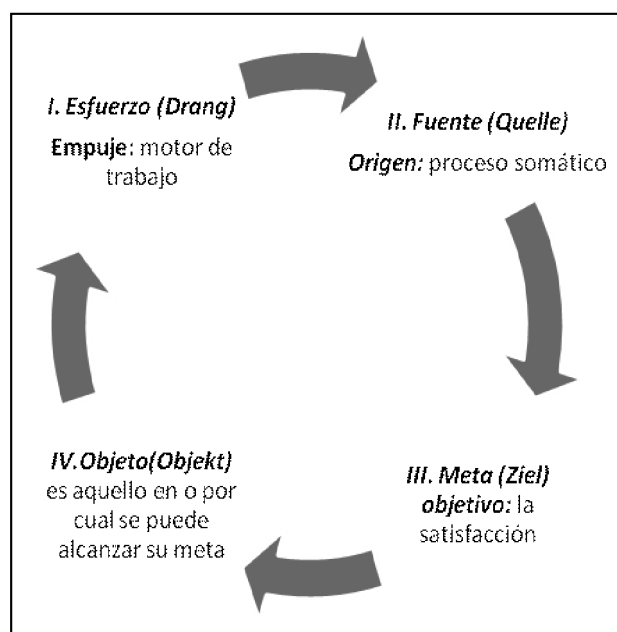 I. Esfuerzo (Drang)
Empuje: motor de
trabajo
II. Fuente (Quelle)
Origen: proceso somático
III. Meta (Ziel)
objetivo: la
satisfacción
IV.Objeto(Objekt)
es aquello en o por
cual se puede
alcanzar su meta